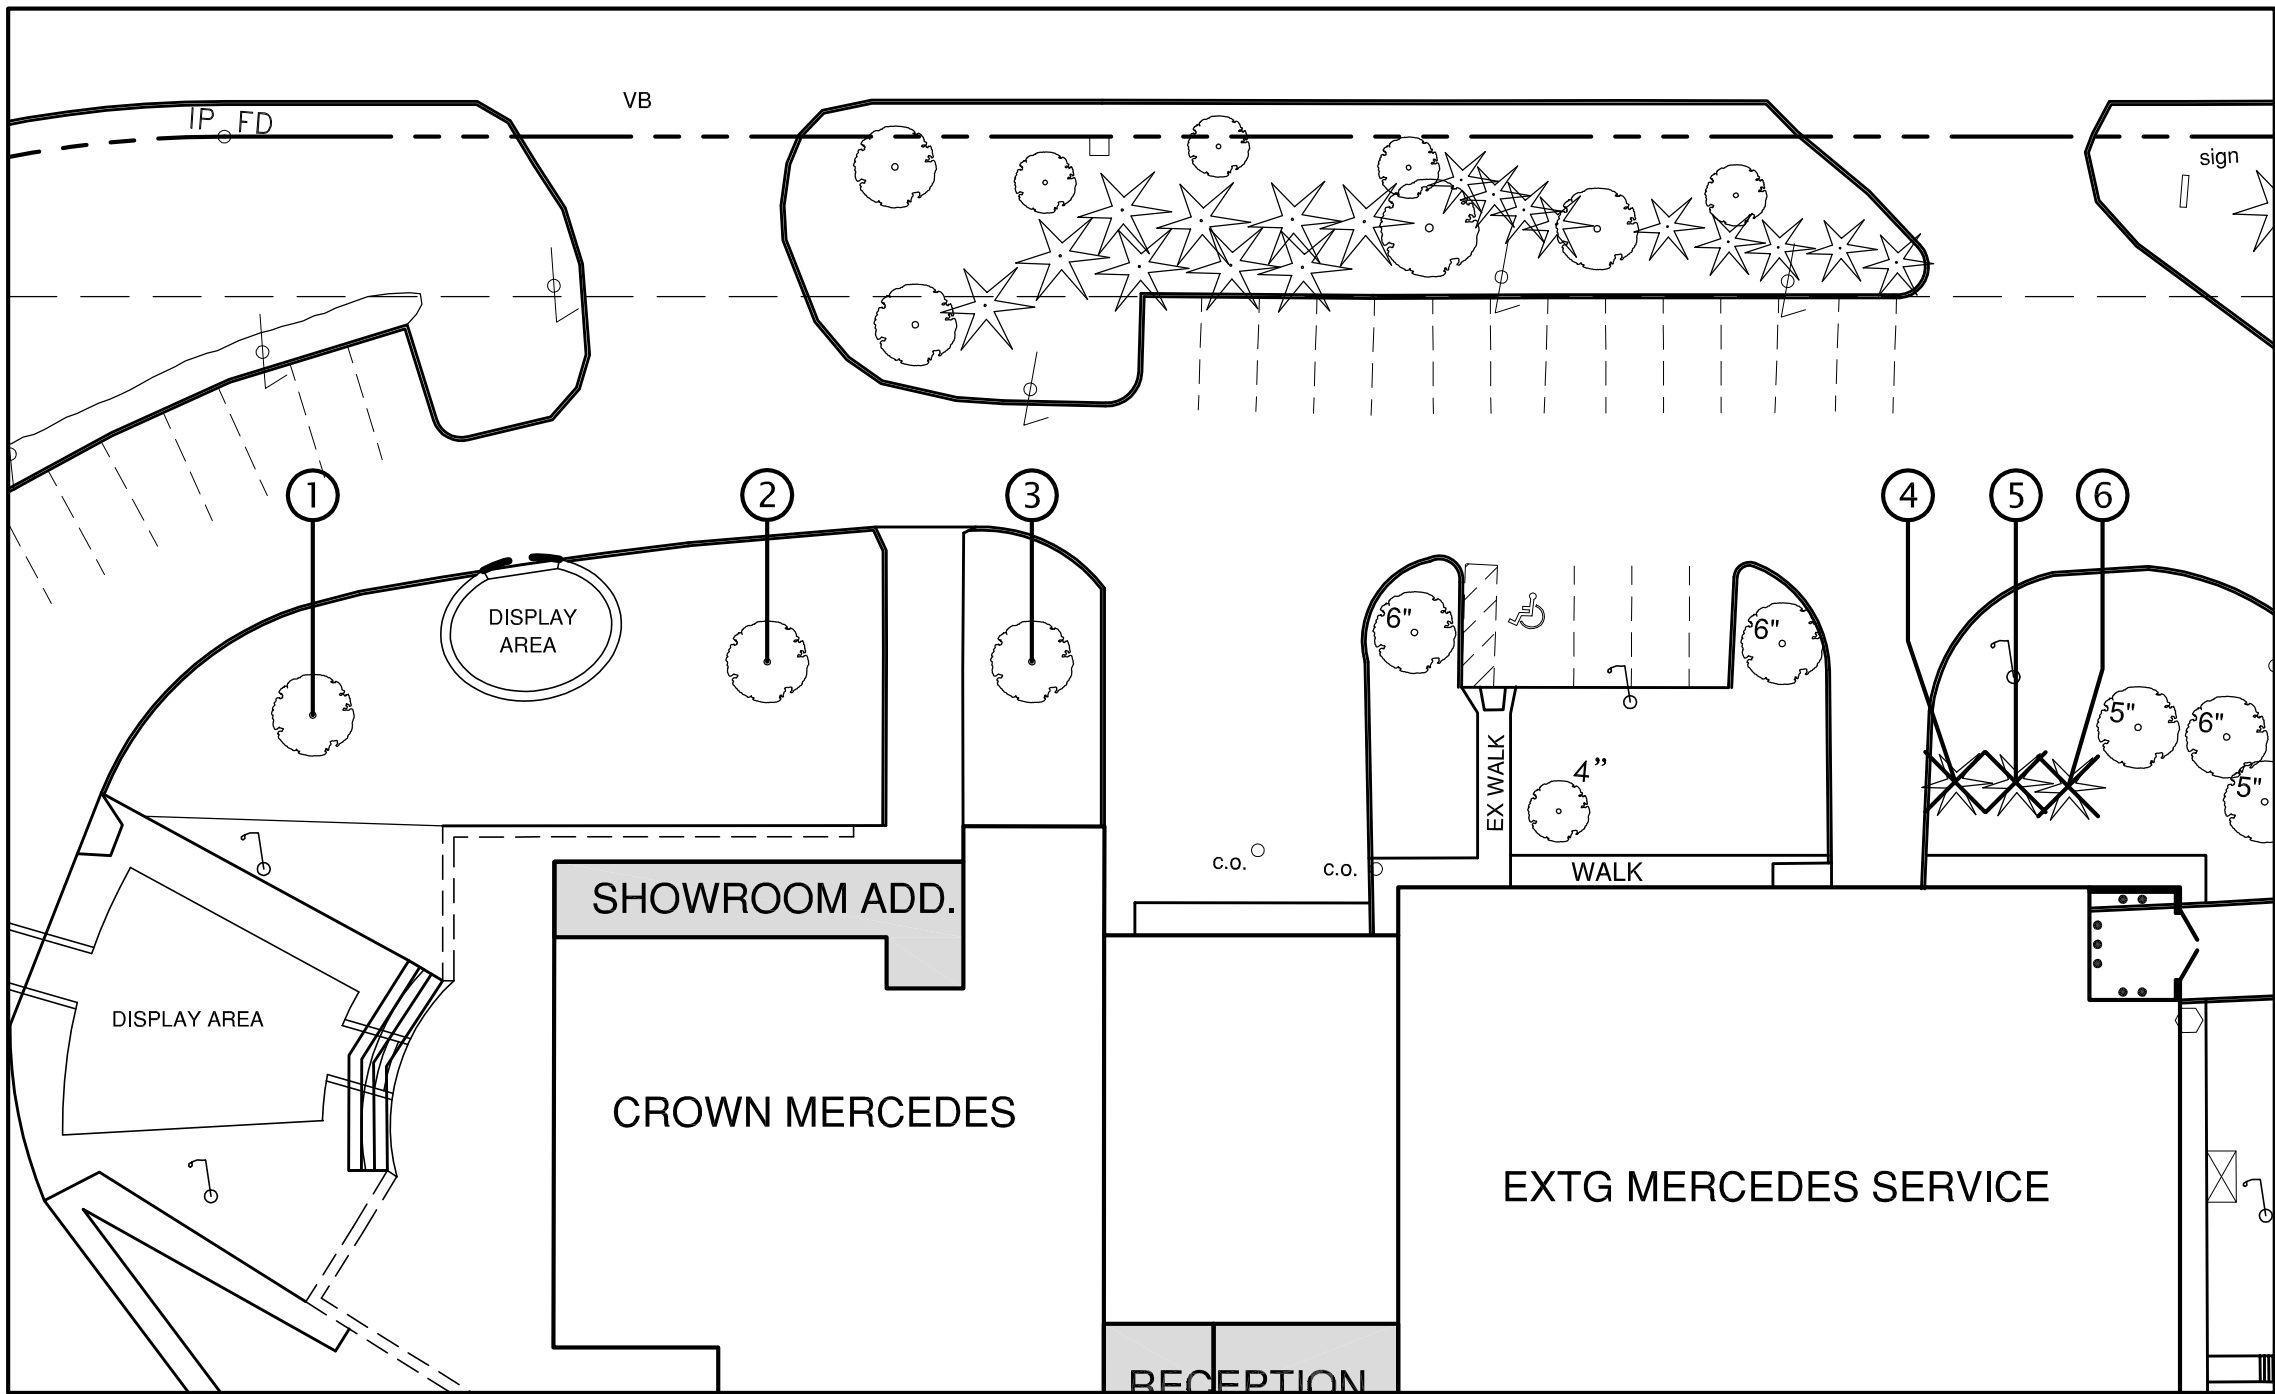 VB
IP FD
sign
1
2
3
4
5
6
DISPLAY
AREA
6"
6"
5"
6"
5"
4”
EX WALK
c.o.
c.o.
WALK
SHOWROOM ADD.
DISPLAY AREA
CROWN MERCEDES
EXTG MERCEDES SERVICE
RECEPTION